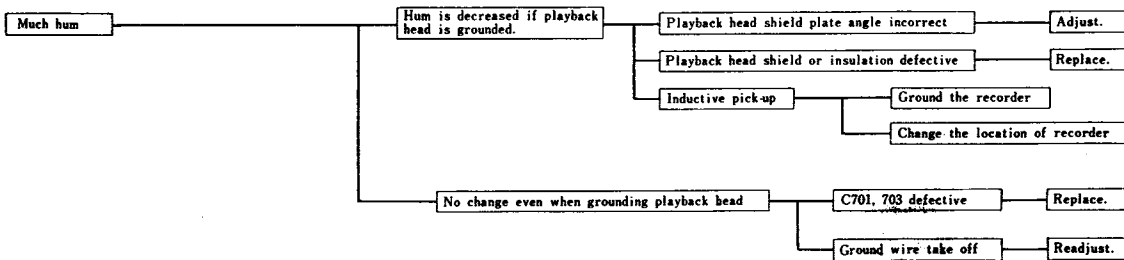 Much hum
Hum is decreased if playback
head is grounded.
Playback head shield plate angle incorrect
Adjust.
Playback head shield or insulation defective
Replace.
Inductive pick-up
Ground the recorder
Change the location of recorder
No change even when grounding playback head
C701, 703 defective
Replace.
Ground wire take off
Readjust.